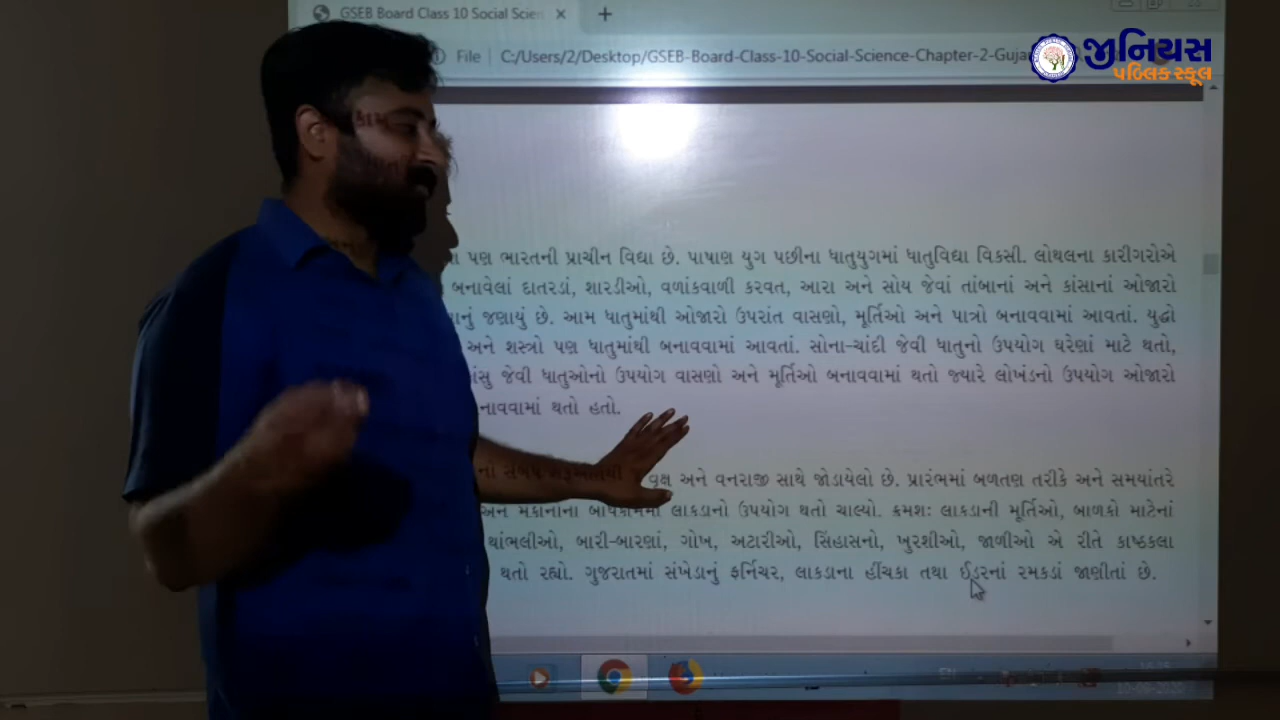 GSEB Board Class 10 Social Scien
File C:/Users/2/Desktop/GSEB-Board-Class-10-Social-Science-Chapter-2-Guja
જીનિયસ
પબ્લિક સ્કૂલ
પણ ભારતની પ્રાચીન વિદ્યા છે. પાષાણ યુગ પછીના ધાતુયુગમાં ધાતુવિદ્યા વિકસી. લોથલના કારીગરોએ
બનાવેલાં દાતરડાં, શારડીઓ, વળાંકવાળી કરવત, આરા અને સોય જેવાં તાંબાનાં અને કાંસાનાં ઓજારો
જણાયું છે. આમ ધાતુમાંથી ઓજારો ઉપરાંત વાસણો, મૂર્તિઓ અને પાત્રો બનાવવામાં આવતાં. યુદ્ધો
અને શસ્ત્રો પણ ધાતુમાંથી બનાવવામાં આવતાં. સોના-ચાંદી જેવી ધાતુનો ઉપયોગ ઘરેણાં માટે થતો,
જેવી ધાતુઓનો ઉપયોગ વાસણો અને મૂર્તિઓ બનાવવામાં થતો જ્યારે લોખંડનો ઉપયોગ ઓજારો
નાવવામાં થતો હતો.
વૃક્ષ અને વનરાજી સાથે જોડાયેલો છે. પ્રારંભમાં બળતણ તરીકે અને સમયાંતરે
અને મકાનોના બાંધકામમાં લાકડાનો ઉપયોગ થતો ચાલ્યો. ક્રમશઃ લાકડાની મૂર્તિઓ, બાળકો માટેનાં
થાંભલીઓ, બારી-બારણાં, ગોખ, અટારીઓ, સિંહાસનો, ખુરશીઓ, જાળીઓ એ રીતે કાષ્ઠકલા
થતો રહ્યો. ગુજરાતમાં સંખેડાનું ફર્નિચર, લાકડાના હીંચકા તથા ઈડરનાં રમકડાં જાણીતાં છે.